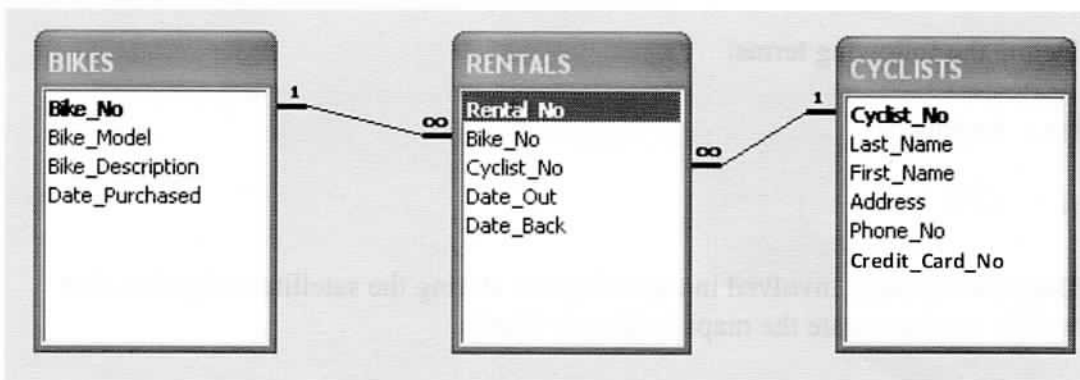 BIKES
Bike_No
Bike_Model
Bike_Description
Date_Purchased
1
∞
RENTALS
Rental_No
Bike_No
Cyclist_No
Date_Out
Date_Back
∞
1
CYCLISTS
Cyclist_No
Last_Name
First_Name
Address
Phone_No
Credit_Card_No